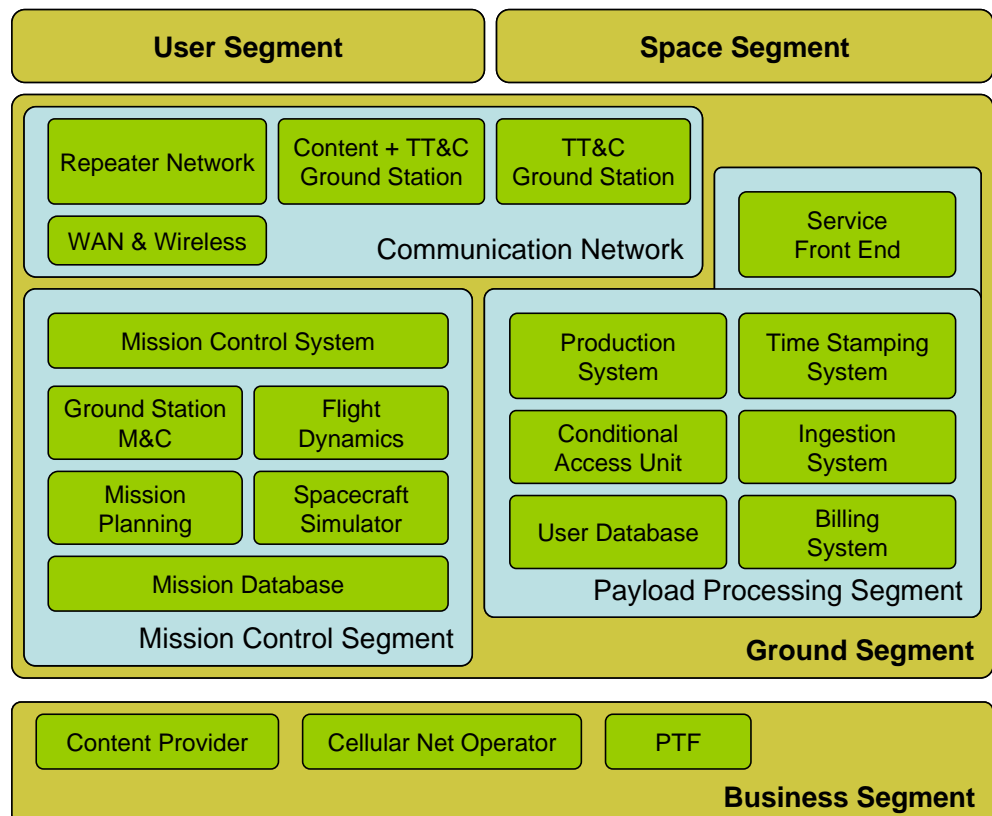 User Segment
Space Segment
Repeater Network
Content + TT&C
Ground Station
TT&C
Ground Station
WAN & Wireless
Communication Network
Service
Front End
Mission Control System
Ground Station
M&C
Flight
Dynamics
Mission
Planning
Spacecraft
Simulator
Mission Database
Mission Control Segment
Production
System
Time Stamping
System
Conditional
Access Unit
Ingestion
System
User Database
Billing
System
Payload Processing Segment
Ground Segment
Content Provider
Cellular Net Operator
PTF
Business Segment